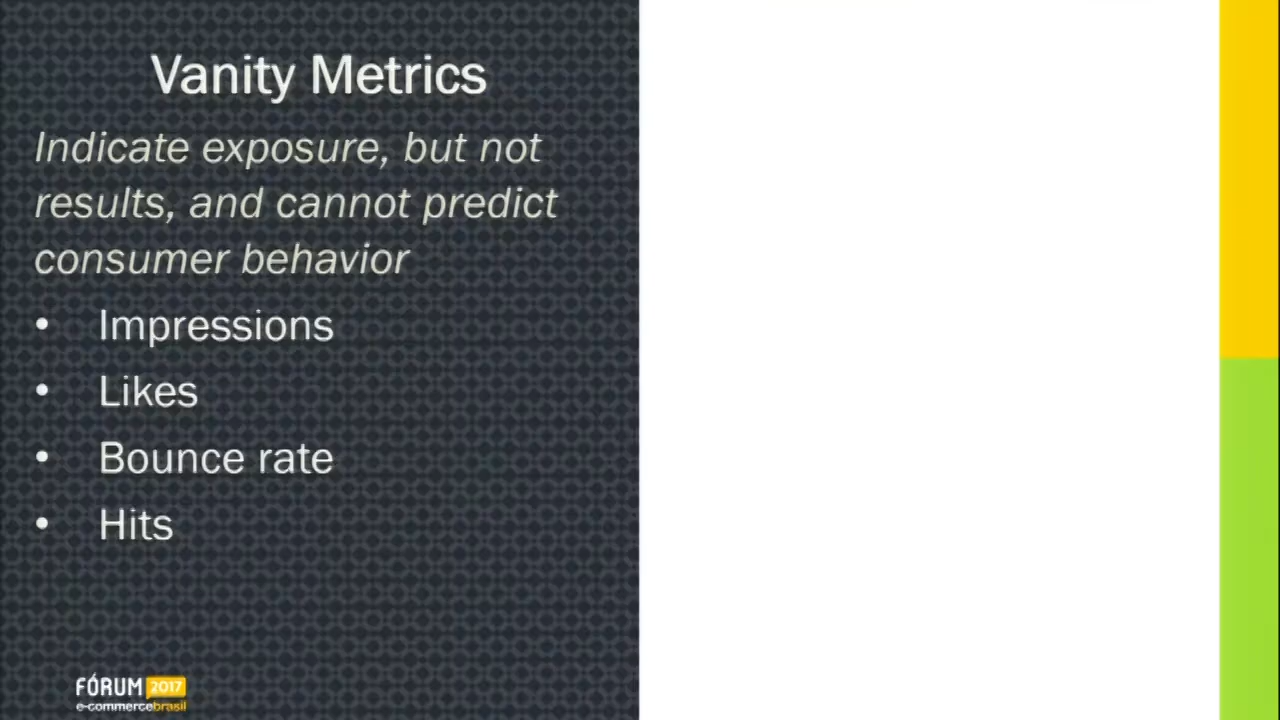 Vanity Metrics
Indicate exposure, but not
results, and cannot predict
consumer behavior
• Impressions
• Likes
• Bounce rate
• Hits
FÓRUM 2017
e-commercebrasil